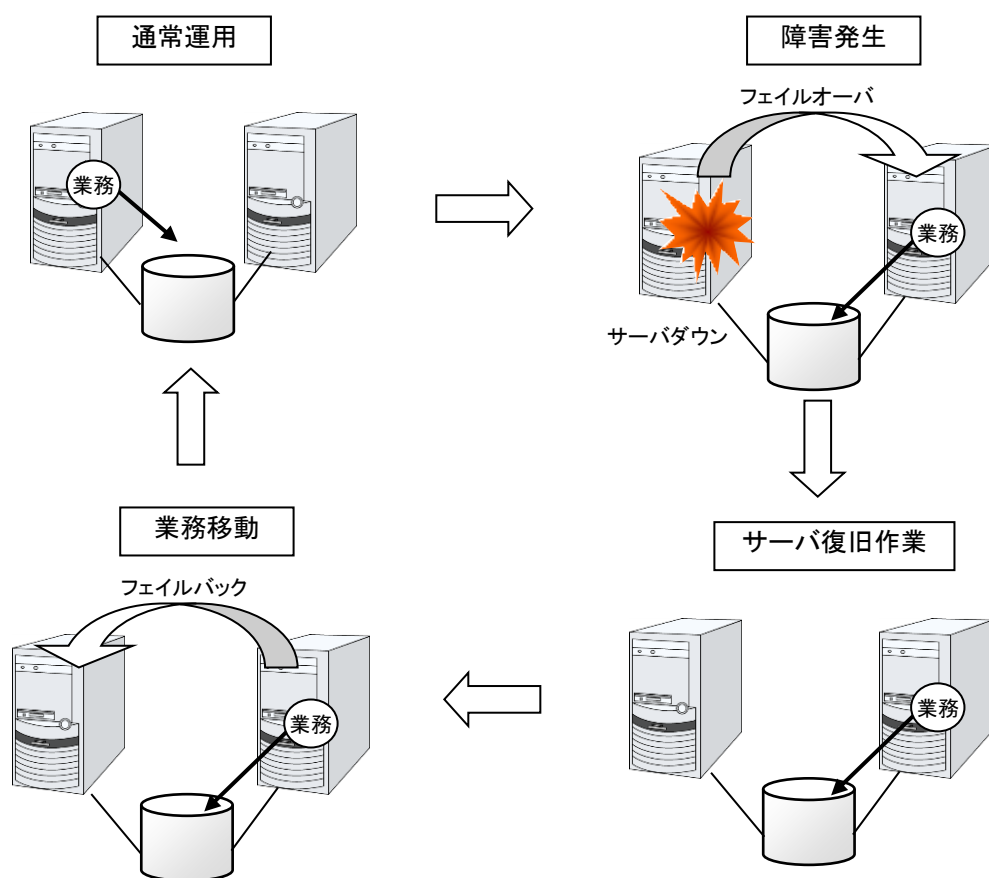 通常運用
障害発生
フェイルオーバ
業務
業務
サーバダウン
業務移動
サーバ復旧作業
フェイルバック
業務
業務